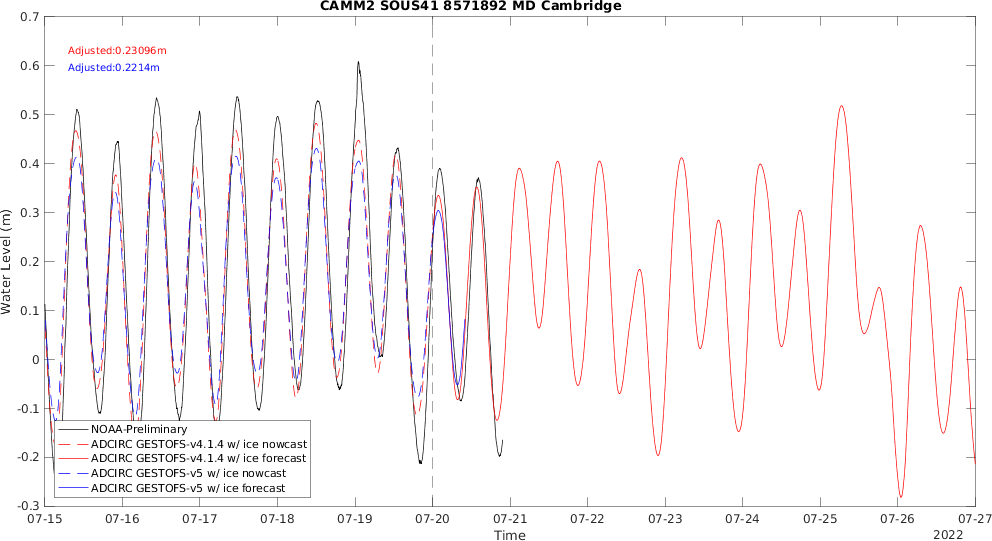 CAMM2 SOUS41 8571892 MD Cambridge
0.7
Adjusted:0.23096m
0.6
Adjusted:0.2214m
0.5
0.4
0.3
0.2
0.1
0
-0.1
-0.2
-0.3
Water Level (m)
NOAA-Preliminary
ADCIRC GESTOFS-v4.1.4 w/ ice nowcast
ADCIRC GESTOFS-v4.1.4 w/ ice forecast
ADCIRC GESTOFS-v5 w/ ice nowcast
ADCIRC GESTOFS-v5 w/ ice forecast
07-15 07-16 07-17 07-18 07-19 07-20 07-21 07-22 07-23 07-24 07-25 07-26 07-27
Time
2022